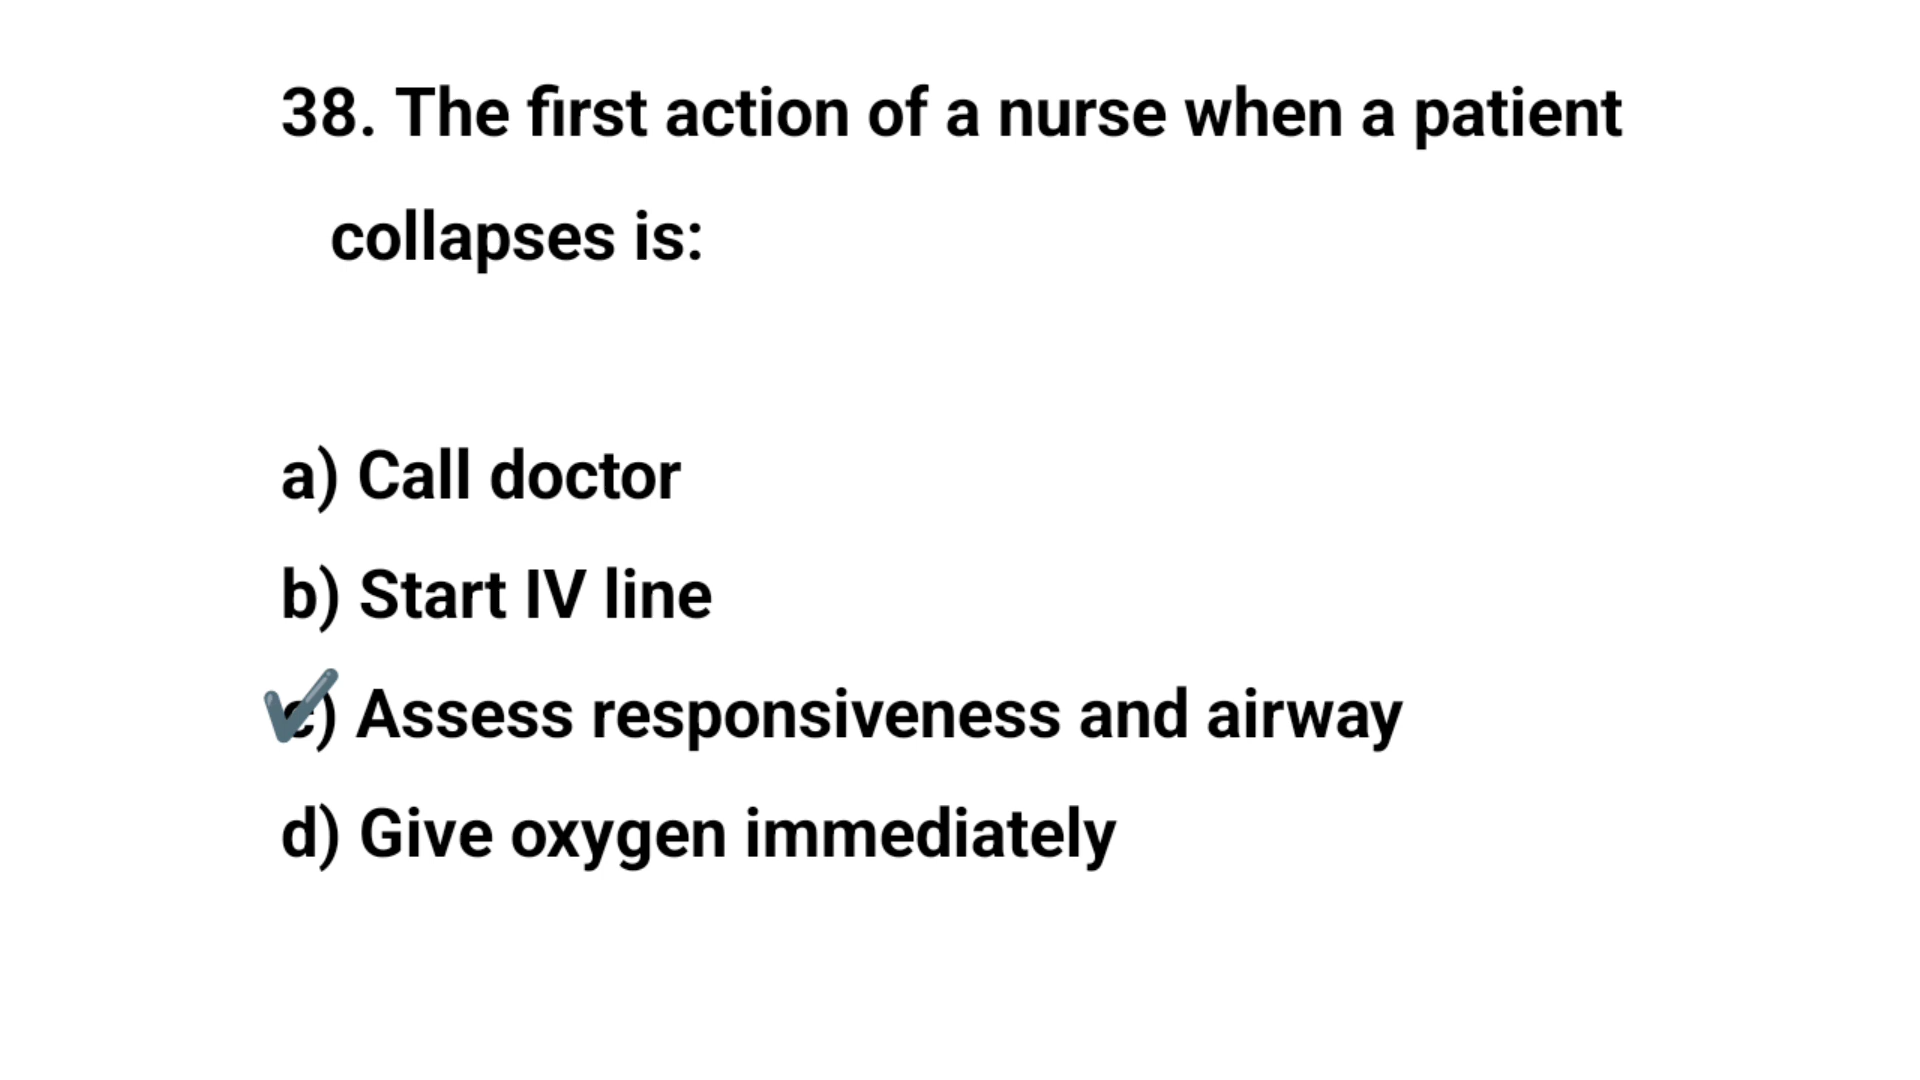 38. The first action of a nurse when a patient
collapses is:
a) Call doctor
b) Start IV line
c) Assess responsiveness and airway
d) Give oxygen immediately